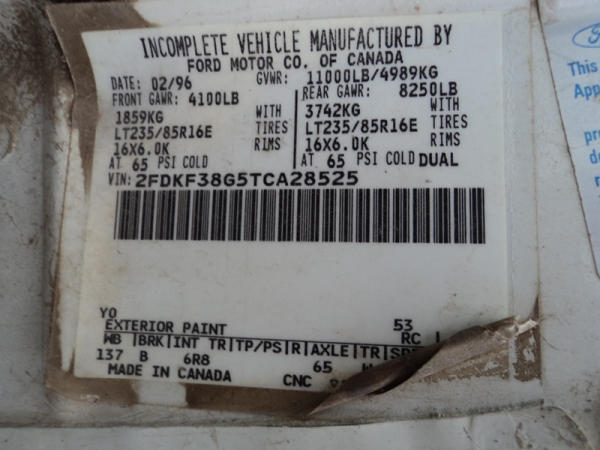 INCOMPLETE VEHICLE MANUFACTURED BY
FORD MOTOR CO. OF CANADA
DATE: 02/96 GVWR: 11000LB/4989KG
FRONT GAWR: 4100LB REAR GAWR: 8250LB
1859KG WITH 3742KG WITH
LT235/85R16E TIRES LT235/85R16E TIRES
16X6.0K RIMS 16X6.0K RIMS
AT 65 PSI COLD AT 65 PSI COLD DUAL
VIN: 2FDKF38G5TCA28525
YO
EXTERIOR PAINT 53
WB |BRK|INT TR|TP/PS|R|AXLE|TR| RC
137 B 6R8 65
MADE IN CANADA CNC
Ford
This
App